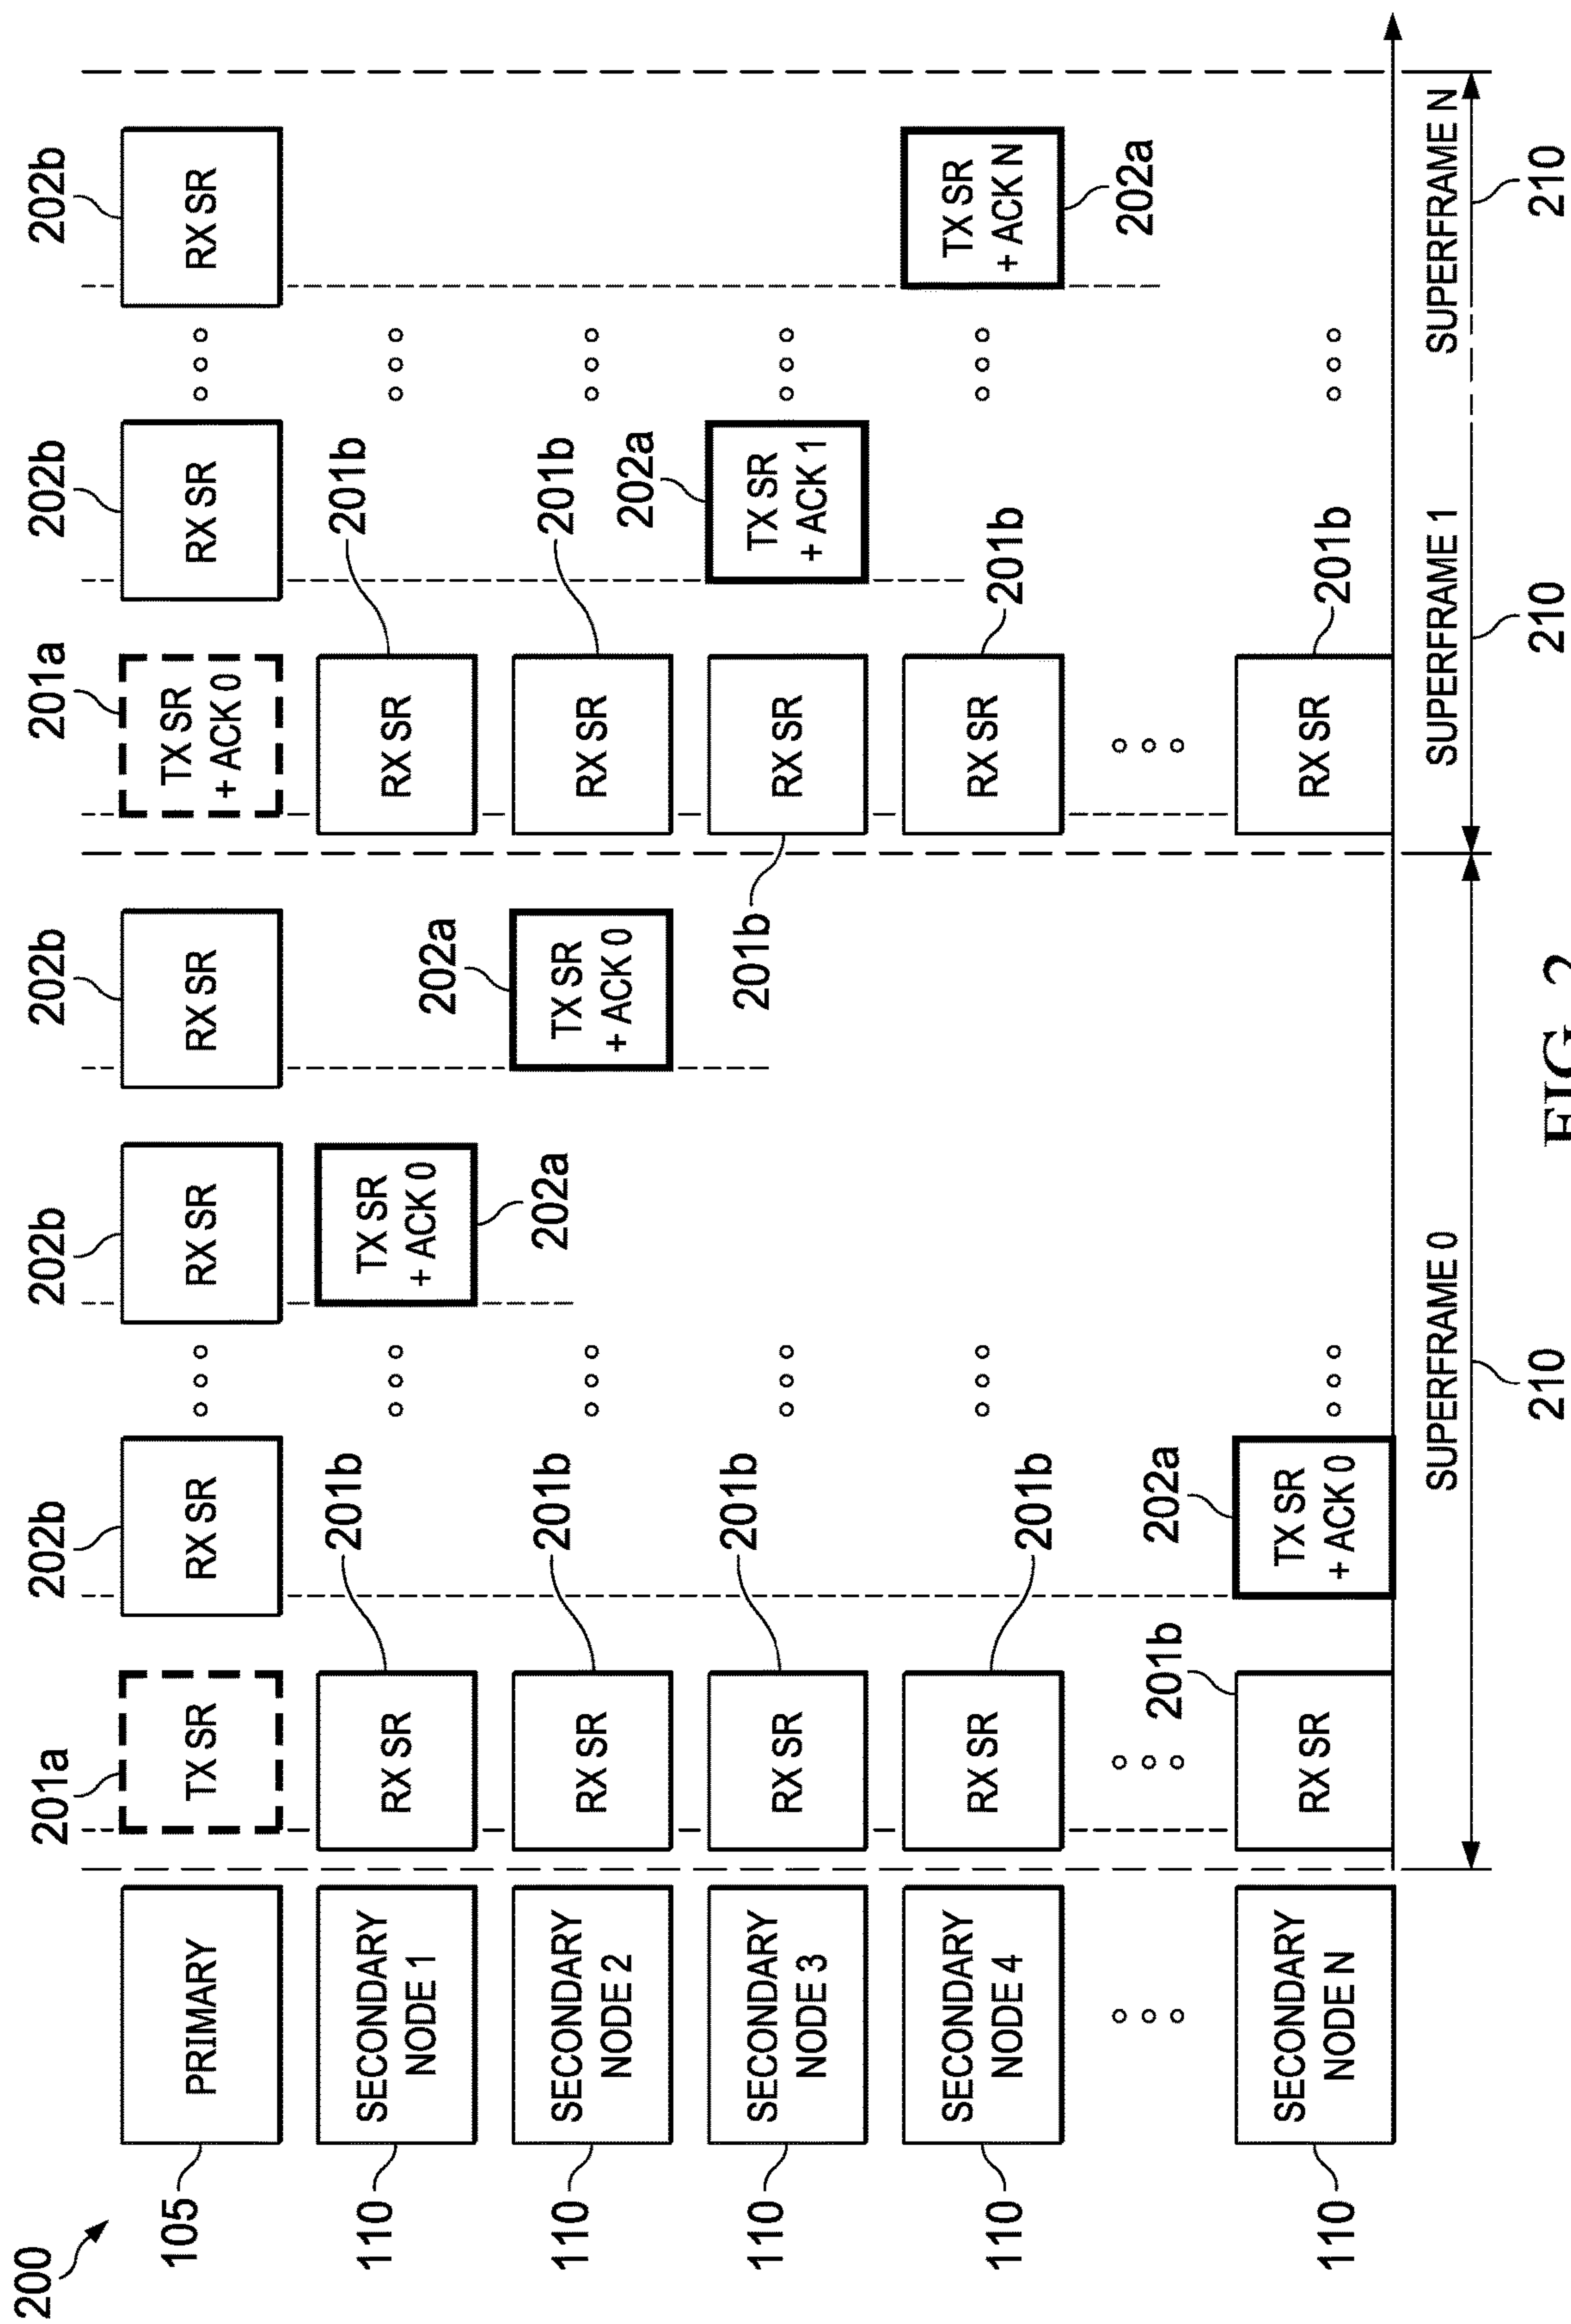 200
201a 202b 202b 202b 201a 202b 202b
105 PRIMARY TX SR RX SR RX SR RX SR TX SR RX SR RX SR
+ ACK 0
201b 201b
110 SECONDARY RX SR TX SR RX SR
NODE 1 + ACK 0
202a
201b 202a 201b
110 SECONDARY RX SR TX SR RX SR
NODE 2 + ACK 0
201b 202a
110 SECONDARY RX SR RX SR TX SR
NODE 3 + ACK 1
201b
201b 201b
110 SECONDARY RX SR RX SR TX SR
NODE 4 + ACK N
202a
201b 202a 201b
110 SECONDARY RX SR TX SR RX SR
NODE N + ACK 0
SUPERFRAME 0 SUPERFRAME 1 SUPERFRAME N
210 210 210
FIG. 2